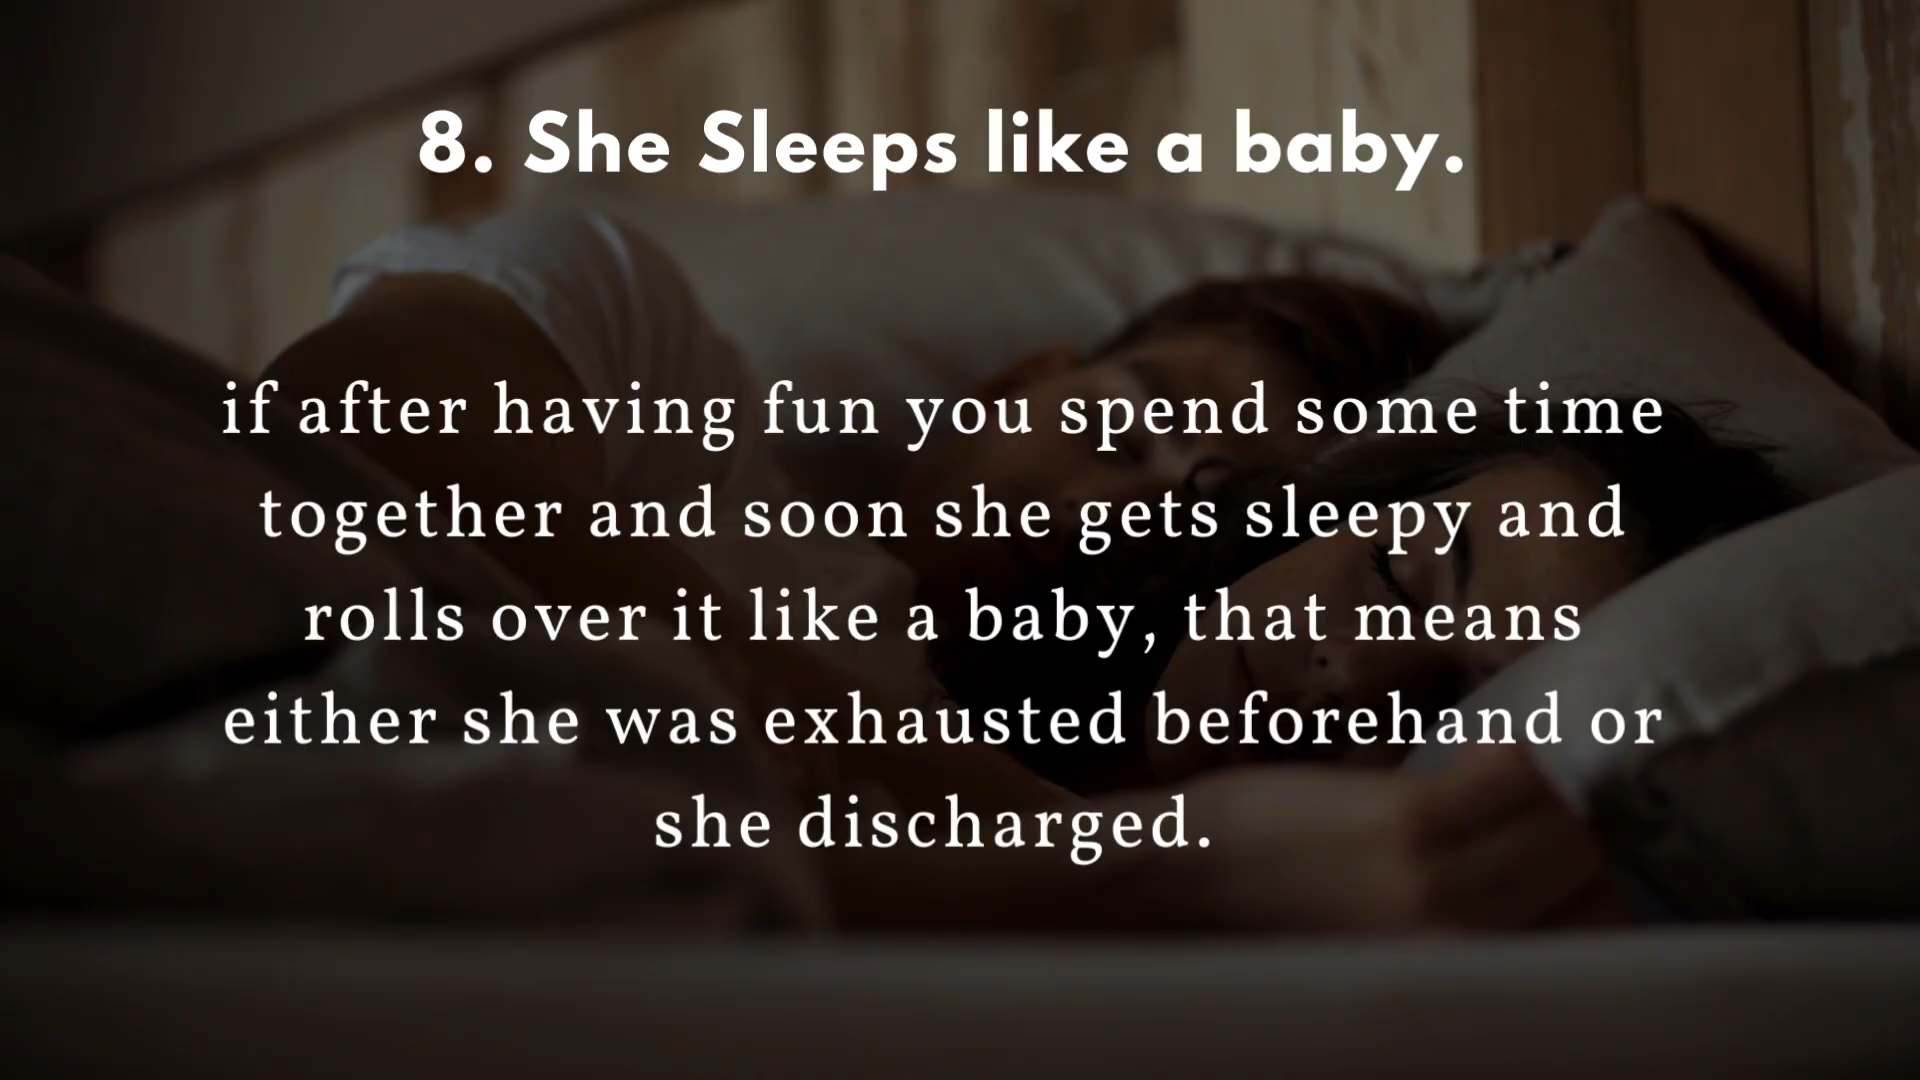 8. She Sleeps like a baby.
if after having fun you spend some time
together and soon she gets sleepy and
rolls over it like a baby, that means
either she was exhausted beforehand or
she discharged.